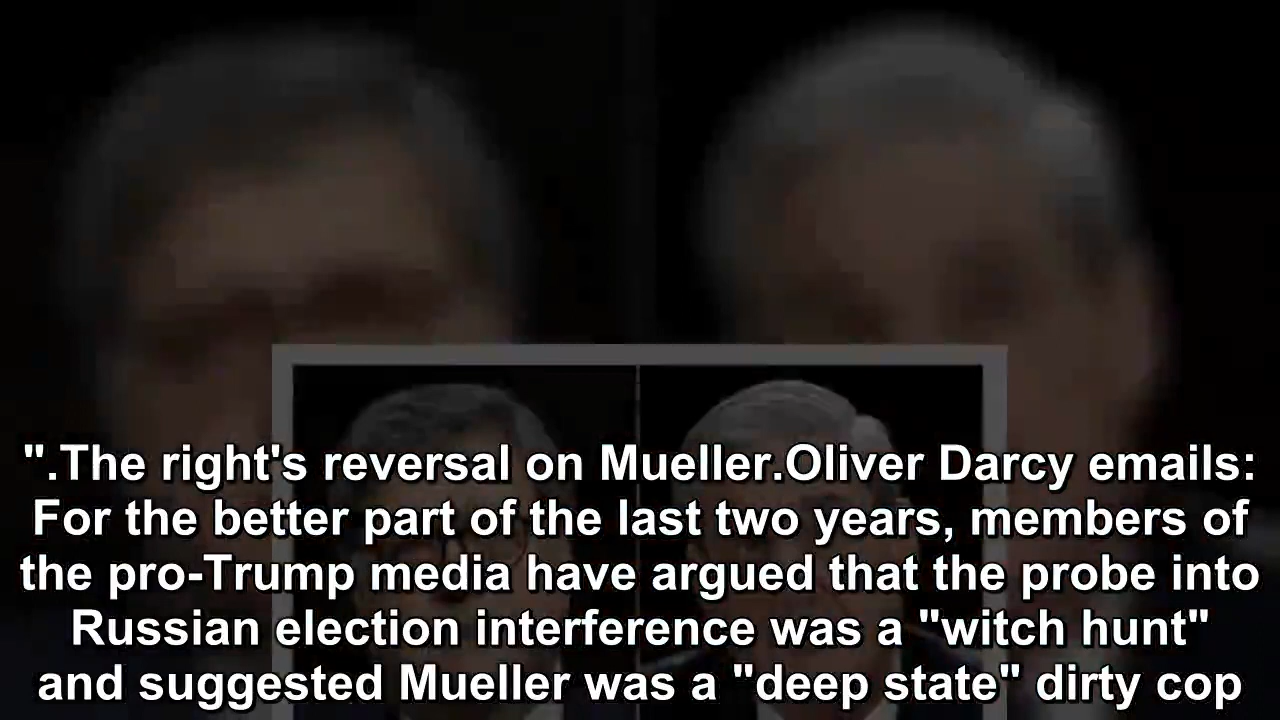 ".The right's reversal on Mueller.Oliver Darcy emails:
For the better part of the last two years, members of
the pro-Trump media have argued that the probe into
Russian election interference was a "witch hunt"
and suggested Mueller was a "deep state" dirty cop